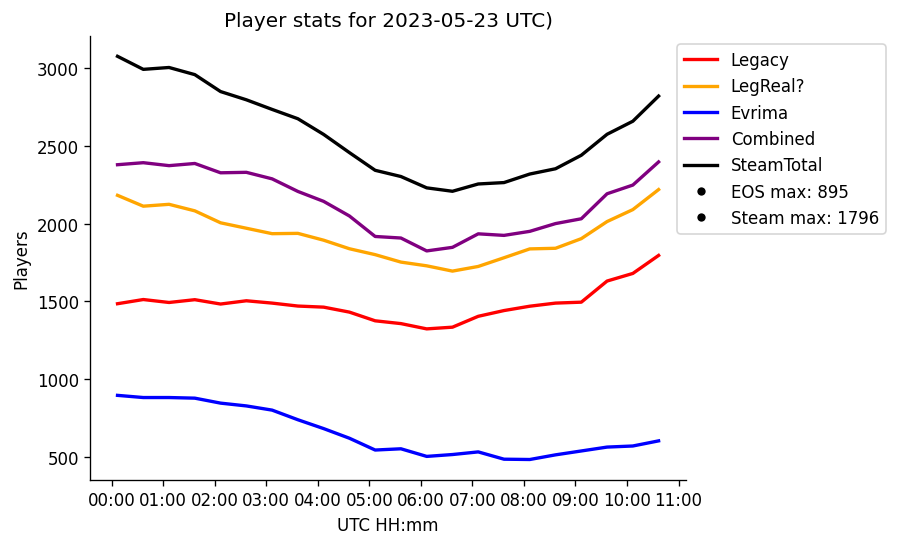 Player stats for 2023-05-23 UTC)
3000
2500
2000
1500
1000
500
Players
00:00 01:00 02:00 03:00 04:00 05:00 06:00 07:00 08:00 09:00 10:00 11:00
UTC HH:mm
Legacy
LegReal?
Evrima
Combined
SteamTotal
EOS max: 895
Steam max: 1796